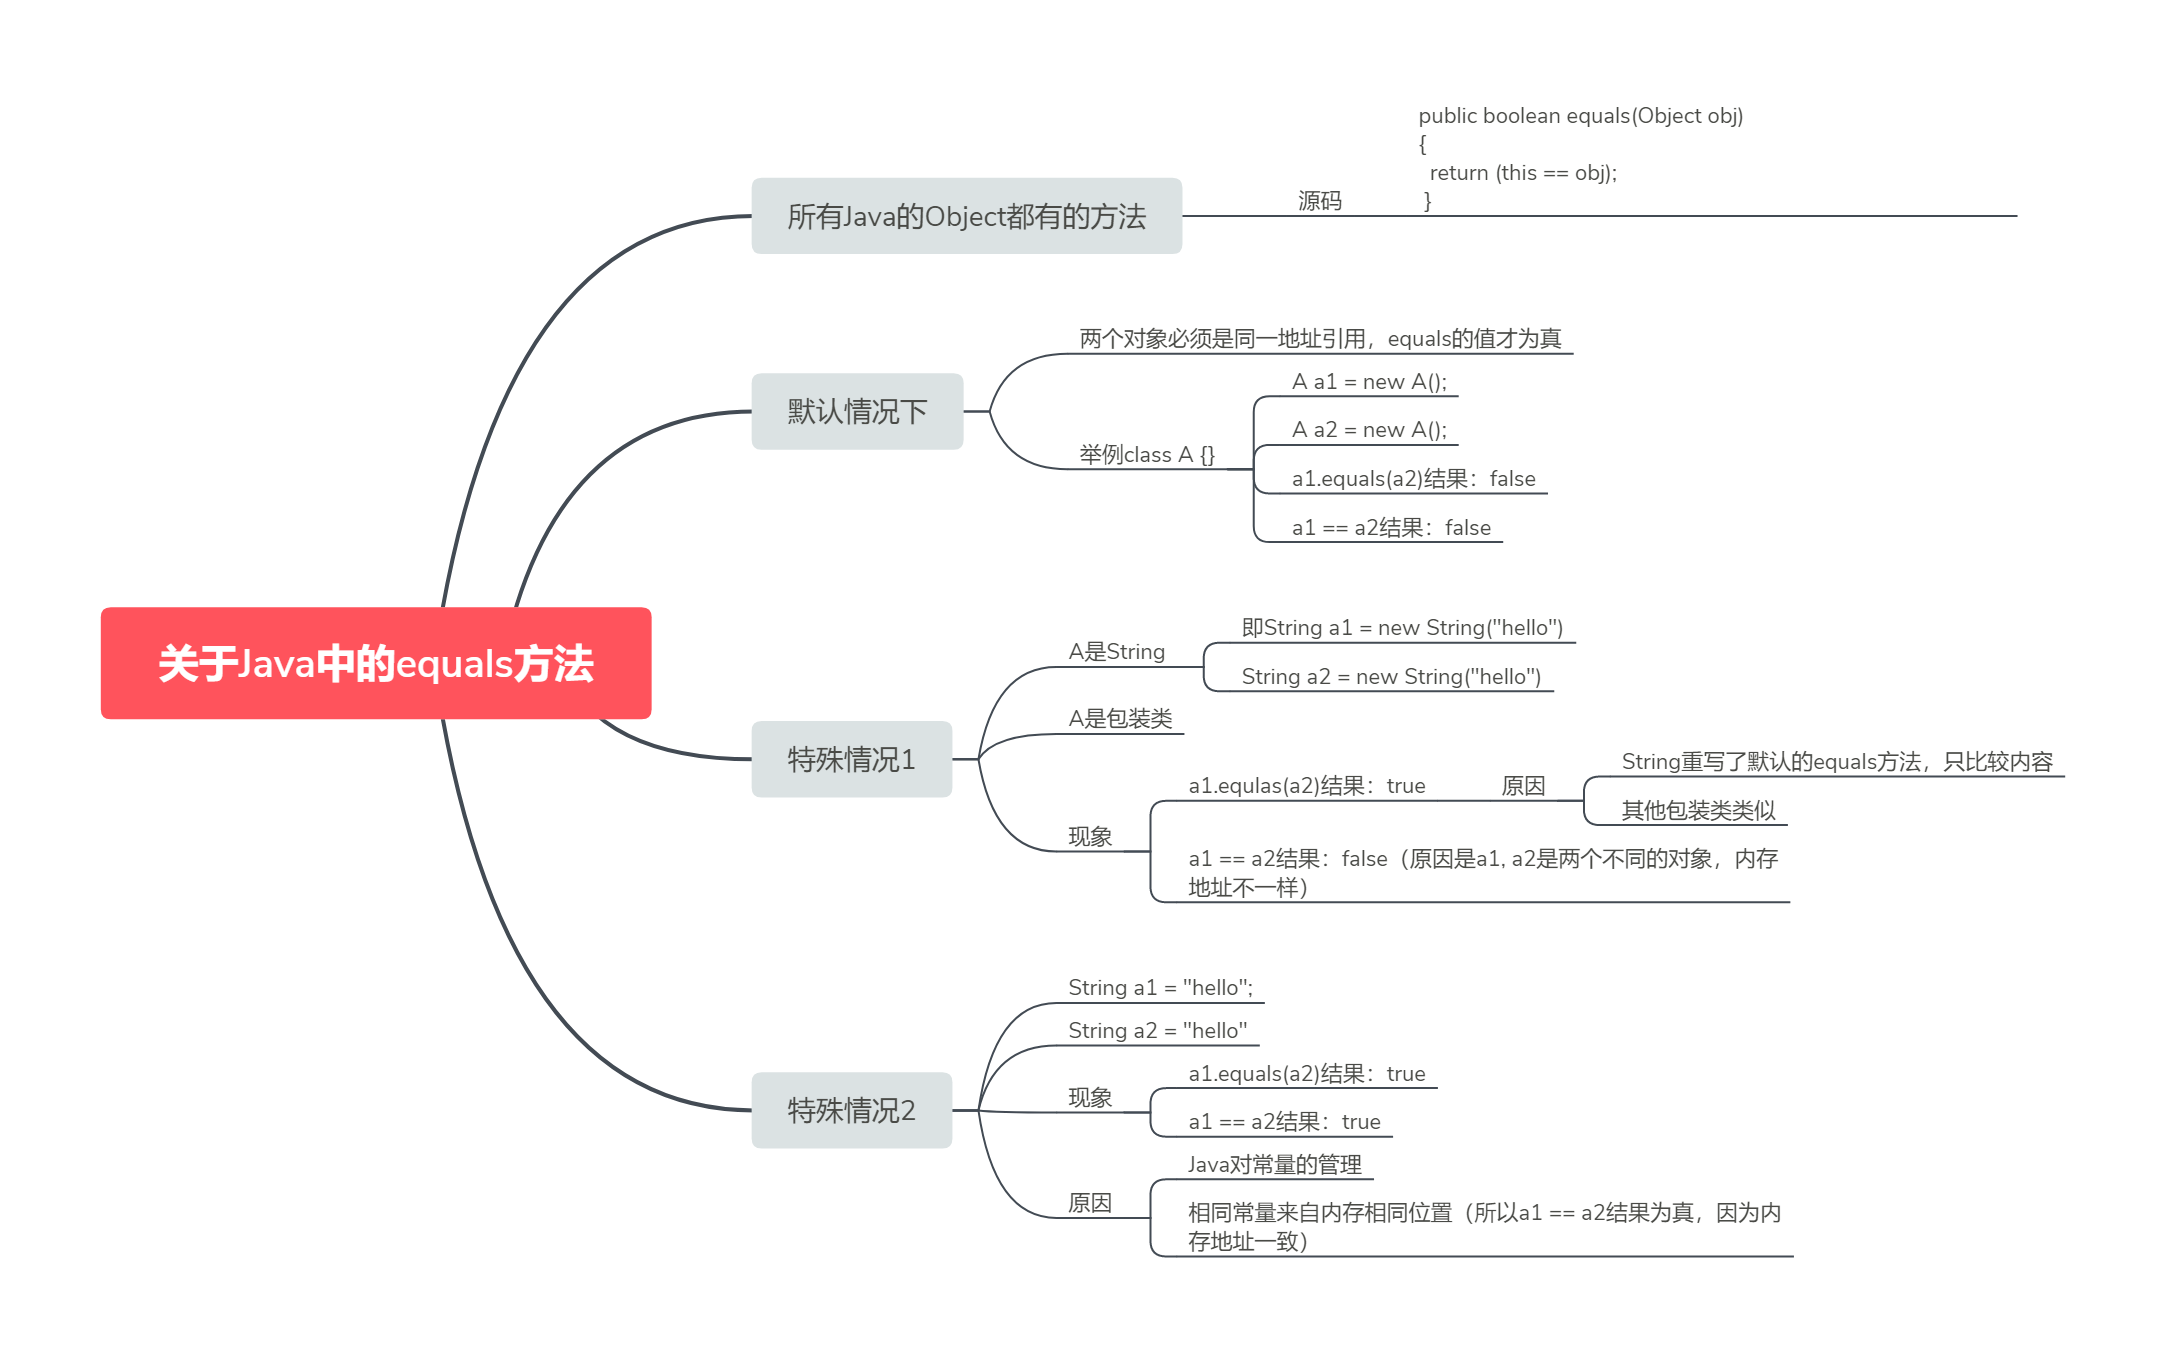 关于Java中的equals方法
所有Java的Object都有的方法
源码
public boolean equals(Object obj)
{
return (this == obj);
}
默认情况下
两个对象必须是同一地址引用，equals的值才为真
举例class A {}
A a1 = new A();
A a2 = new A();
a1.equals(a2)结果：false
a1 == a2结果：false
特殊情况1
A是String
即String a1 = new String("hello")
String a2 = new String("hello")
A是包装类
现象
a1.equlas(a2)结果：true
原因
String重写了默认的equals方法，只比较内容
其他包装类类似
a1 == a2结果：false（原因是a1, a2是两个不同的对象，内存
地址不一样）
特殊情况2
String a1 = "hello";
String a2 = "hello"
现象
a1.equals(a2)结果：true
a1 == a2结果：true
原因
Java对常量的管理
相同常量来自内存相同位置（所以a1 == a2结果为真，因为内
存地址一致）